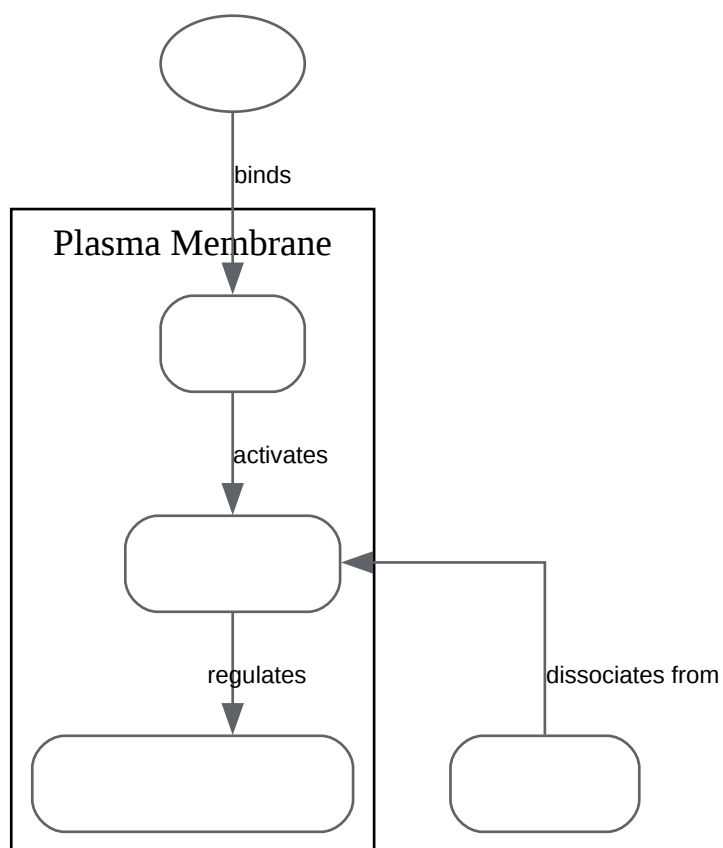 binds
Plasma Membrane
activates
regulates
dissociates from